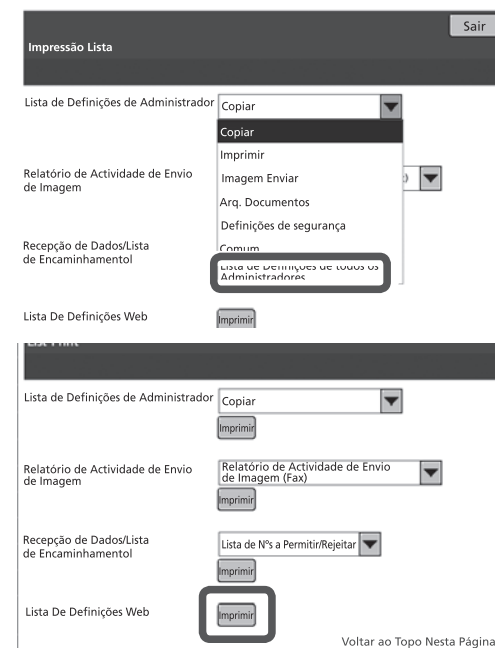 Sair
Impressão Lista
Lista de Definições de Administrador
Copiar
Copiar
Imprimir
Relatório de Actividade de Envio
de Imagem
Imagem Enviar
Arq. Documentos
Definições de segurança
Recepção de Dados/Lista
de Encaminhamentol
Comum
Lista de Definições de todos os
Administradores
Lista De Definições Web
Imprimir
List Print
Lista de Definições de Administrador
Copiar
Imprimir
Relatório de Actividade de Envio
de Imagem
Relatório de Actividade de Envio
de Imagem (Fax)
Imprimir
Recepção de Dados/Lista
de Encaminhamentol
Lista de Nºs a Permitir/Rejeitar
Imprimir
Lista De Definições Web
Imprimir
Voltar ao Topo Nesta Página